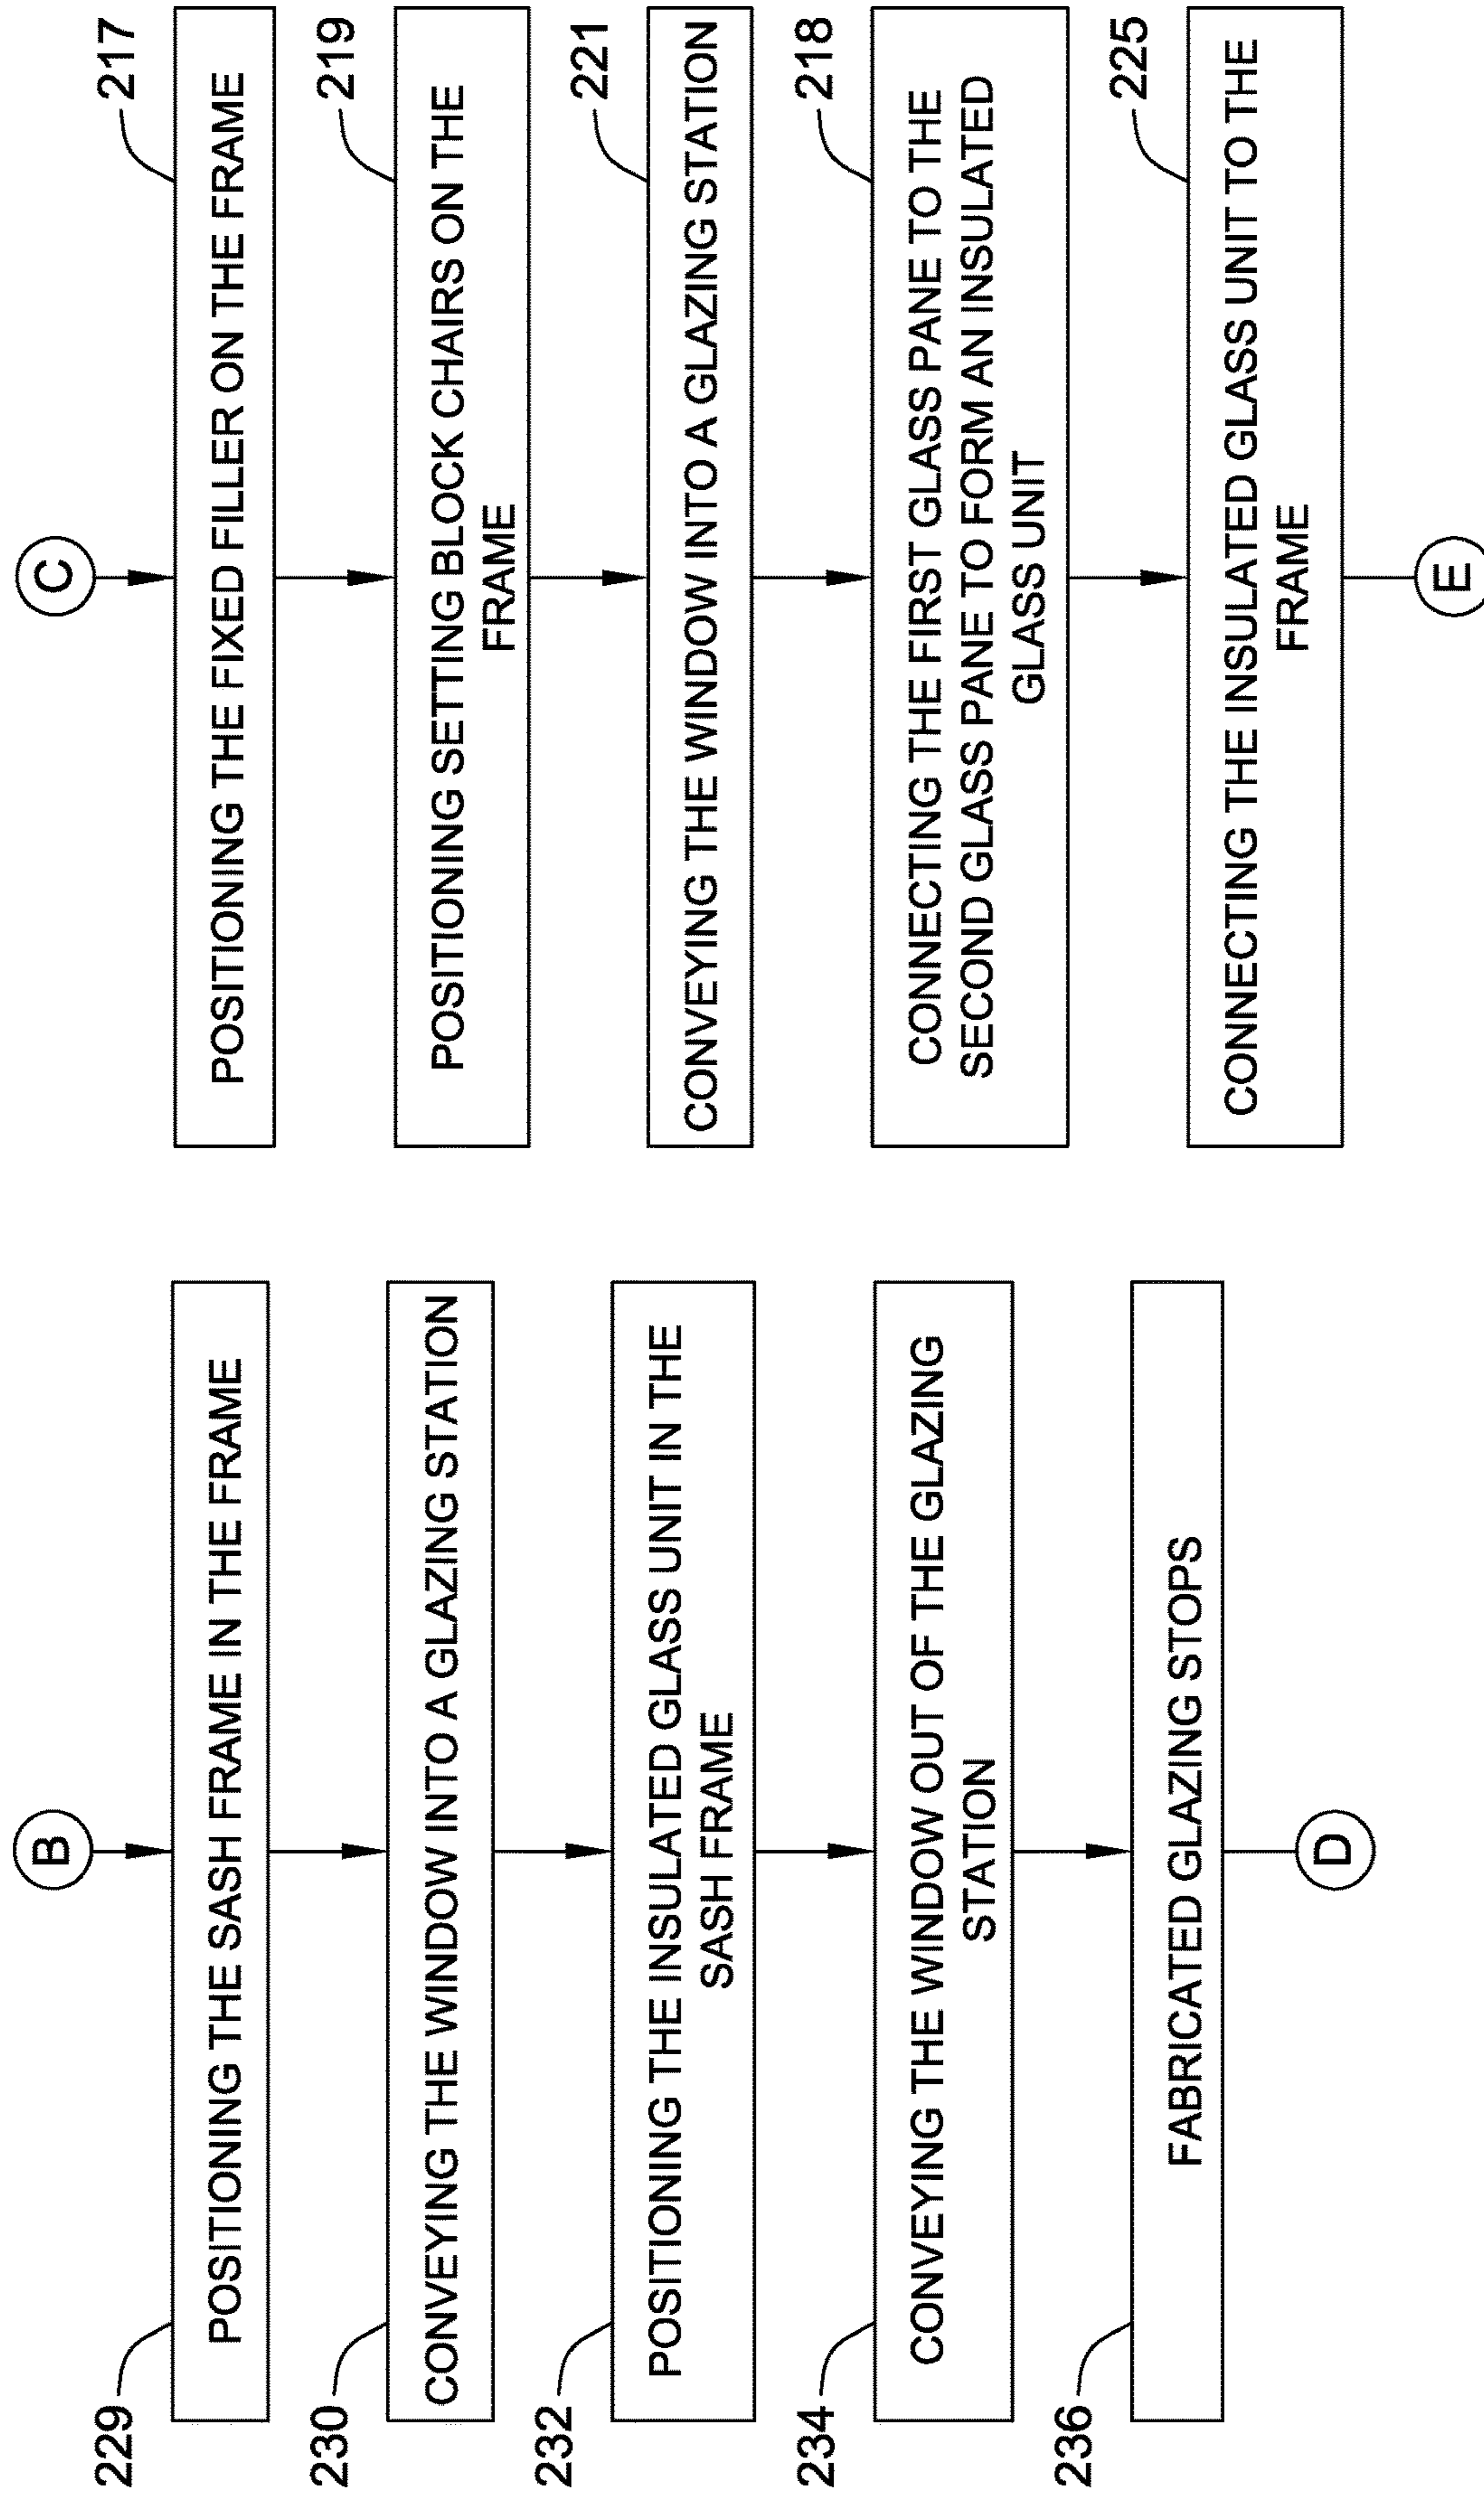 B
229
POSITIONING THE SASH FRAME IN THE FRAME
230
CONVEYING THE WINDOW INTO A GLAZING STATION
232
POSITIONING THE INSULATED GLASS UNIT IN THE
SASH FRAME
234
CONVEYING THE WINDOW OUT OF THE GLAZING
STATION
236
FABRICATED GLAZING STOPS
D
C
217
POSITIONING THE FIXED FILLER ON THE FRAME
219
POSITIONING SETTING BLOCK CHAIRS ON THE
FRAME
221
CONVEYING THE WINDOW INTO A GLAZING STATION
218
CONNECTING THE FIRST GLASS PANE TO THE
SECOND GLASS PANE TO FORM AN INSULATED
GLASS UNIT
225
CONNECTING THE INSULATED GLASS UNIT TO THE
FRAME
E